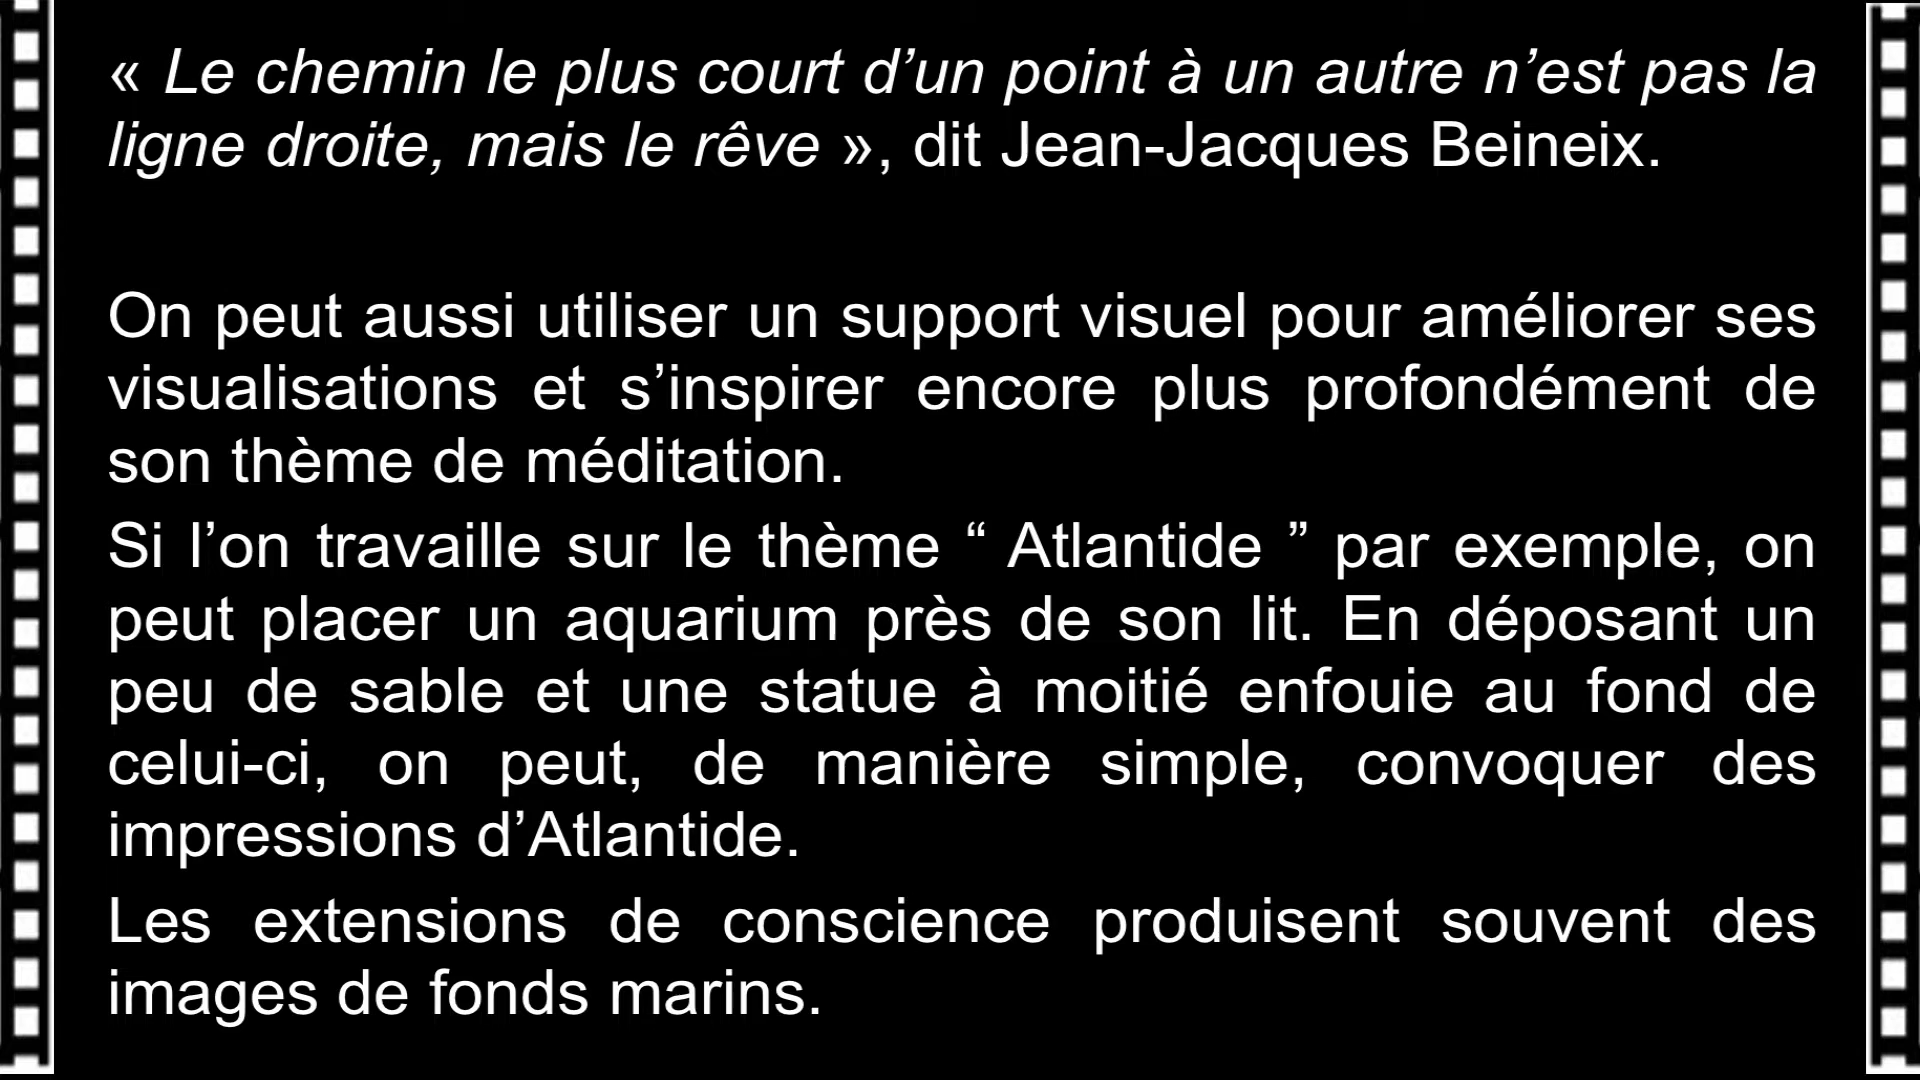 « Le chemin le plus court d’un point à un autre n’est pas la
ligne droite, mais le rêve », dit Jean-Jacques Beineix.
On peut aussi utiliser un support visuel pour améliorer ses
visualisations et s’inspirer encore plus profondément de
son thème de méditation.
Si l’on travaille sur le thème “ Atlantide ” par exemple, on
peut placer un aquarium près de son lit. En déposant un
peu de sable et une statue à moitié enfouie au fond de
celui-ci, on peut, de manière simple, convoquer des
impressions d’Atlantide.
Les extensions de conscience produisent souvent des
images de fonds marins.